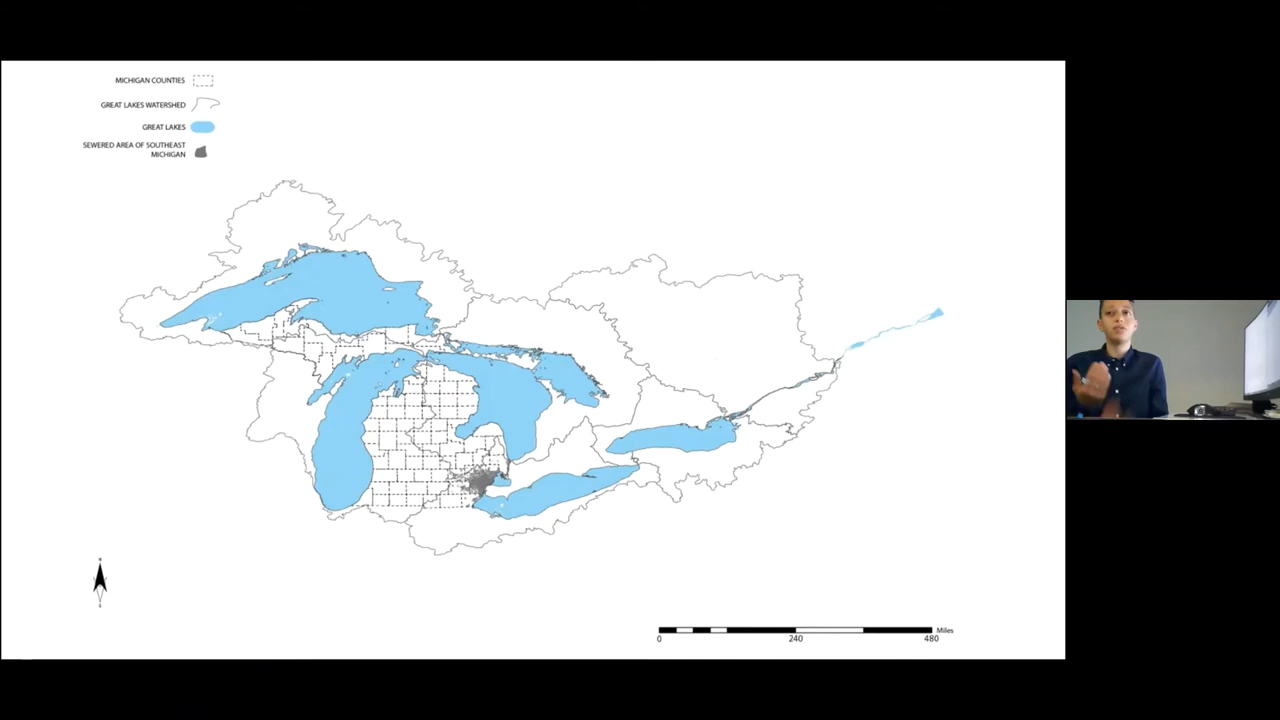 MICHIGAN COUNTIES
GREAT LAKES WATERSHED
GREAT LAKES
SEWERED AREA OF SOUTHEAST
MICHIGAN
Miles
0 240 480